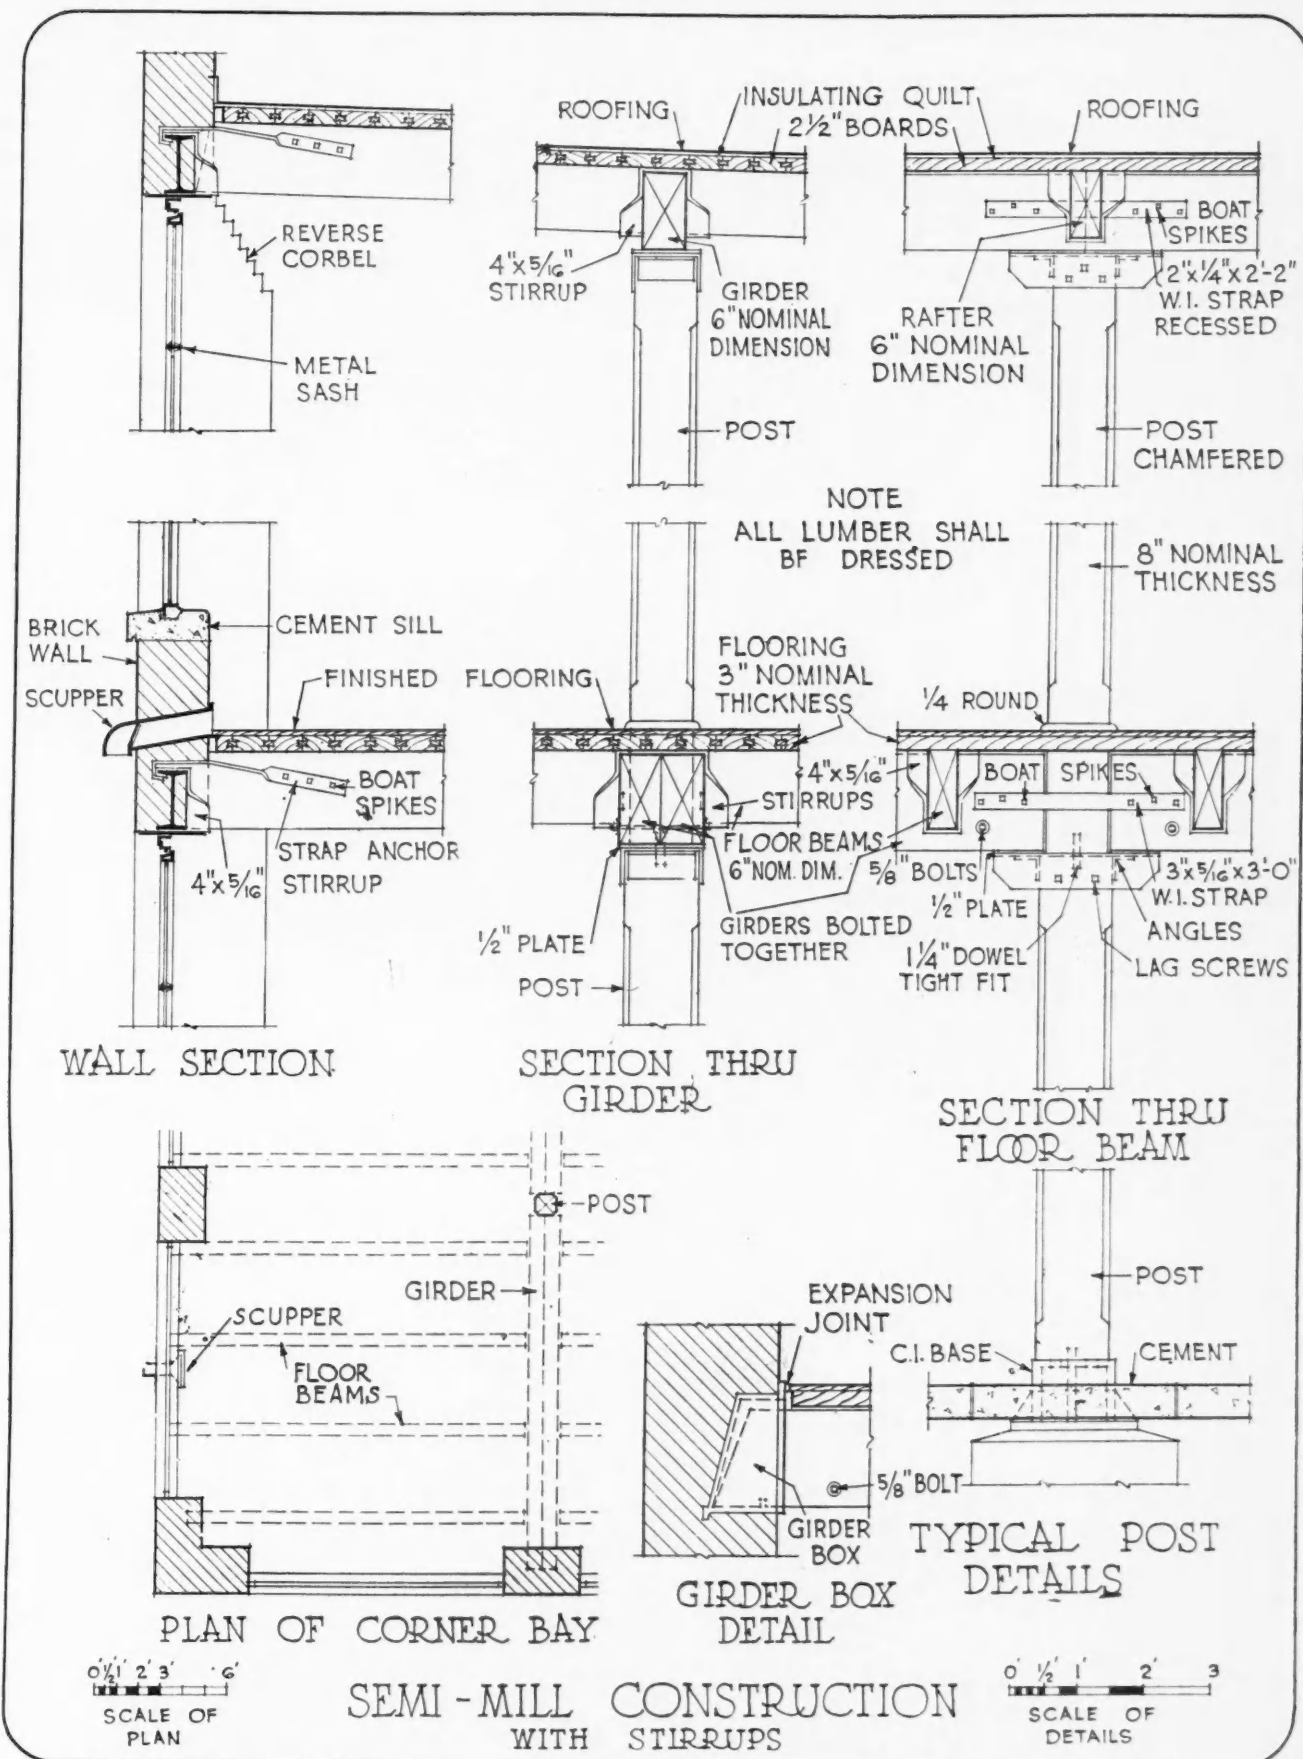 ROOFING
INSULATING QUILT
2½" BOARDS
ROOFING
REVERSE
CORBEL
4"x5/16"
STIRRUP
GIRDER
6" NOMINAL
DIMENSION
RAFTER
6" NOMINAL
DIMENSION
BOAT
SPIKES
2"x¼"x2'-2"
W.I. STRAP
RECESSED
METAL
SASH
POST
POST
CHAMFERED
NOTE
ALL LUMBER SHALL
BF DRESSED
8" NOMINAL
THICKNESS
BRICK
WALL
CEMENT SILL
SCUPPER
FINISHED FLOORING
FLOORING
3" NOMINAL
THICKNESS
¼ ROUND
BOAT
SPIKES
STRAP ANCHOR
4"x5/16"
STIRRUP
4"x5/16"
STIRRUPS
FLOOR BEAMS
6" NOM. DIM.
BOAT SPIKES
5/8" BOLTS
½" PLATE
3"x5/16"x3'-0"
W.I. STRAP
½" PLATE
GIRDERS BOLTED
TOGETHER
1¼" DOWEL
TIGHT FIT
ANGLES
LAG SCREWS
POST
WALL SECTION
SECTION THRU
GIRDER
SECTION THRU
FLOOR BEAM
POST
GIRDER
SCUPPER
FLOOR
BEAMS
EXPANSION
JOINT
POST
C.I. BASE
CEMENT
5/8" BOLT
GIRDER
BOX
PLAN OF CORNER BAY
GIRDER BOX
DETAIL
TYPICAL POST
DETAILS
0' ½' 1' 2' 3' 6'
SCALE OF
PLAN
SEMI-MILL CONSTRUCTION
WITH STIRRUPS
0' ½' 1' 2' 3
SCALE OF
DETAILS